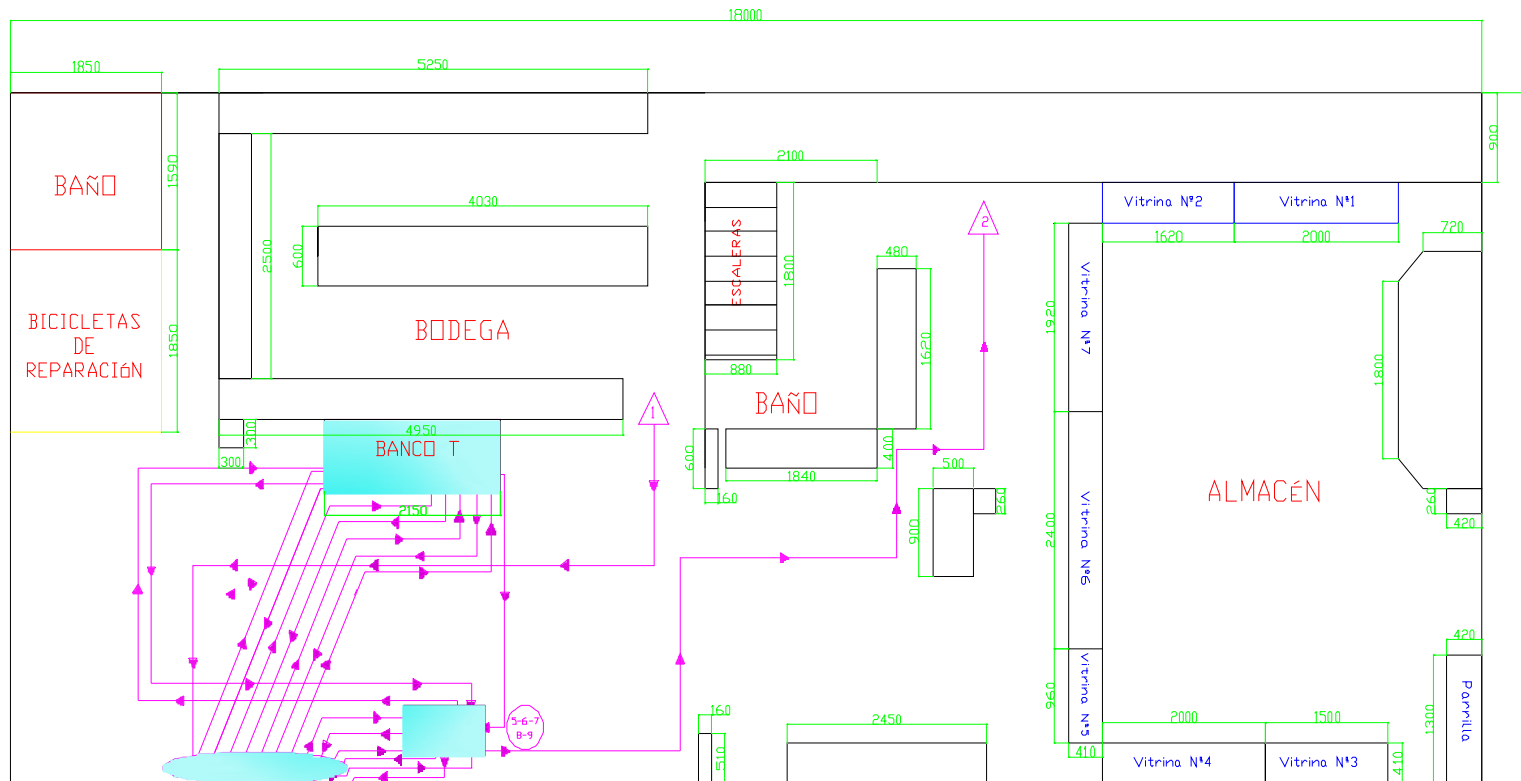 18000
1850
5250
900
BAÑO
1590
2100
4030
2500
600
ESCALERAS
1800
480
Vitrina Nº2
Vitrina Nº1
1620
2000
720
Vitrina Nº7
1920
2
BICICLETAS
DE
REPARACIóN
1850
BODEGA
1620
1800
880
BAÑO
1
4950
300
300
BANCO T
2150
600
160
1840
400
500
900
260
ALMACÉN
260
420
2400
Vitrina Nº6
420
Parrilla
1300
960
Vitrina Nº5
5-6-7
8-9
160
510
2450
2000
1500
410
Vitrina Nº4
Vitrina Nº3
410